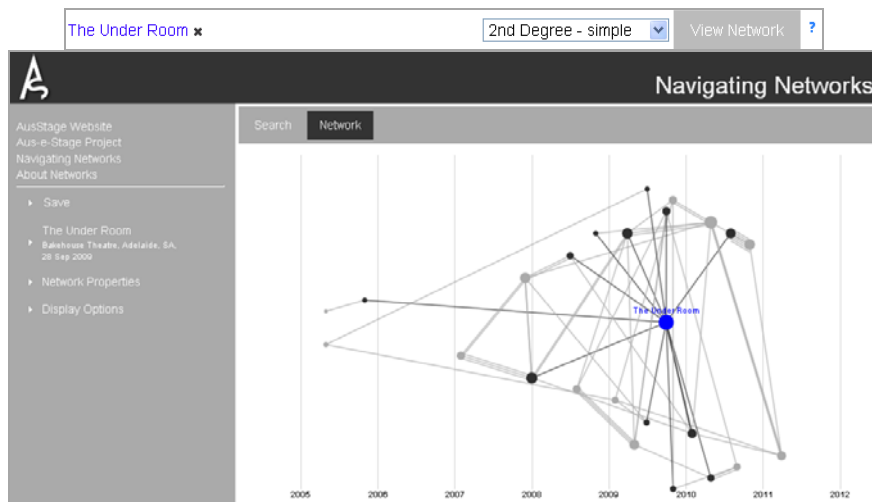 The Under Room ×
2nd Degree - simple
View Network
?
Navigating Networks
AusStage Website
Aus-e-Stage Project
Navigating Networks
About Networks
Save
The Under Room
Bakehouse Theatre, Adelaide, SA,
28 Sep 2009
Network Properties
Display Options
Search
Network
The Under Room
2005 2006 2007 2008 2009 2010 2011 2012